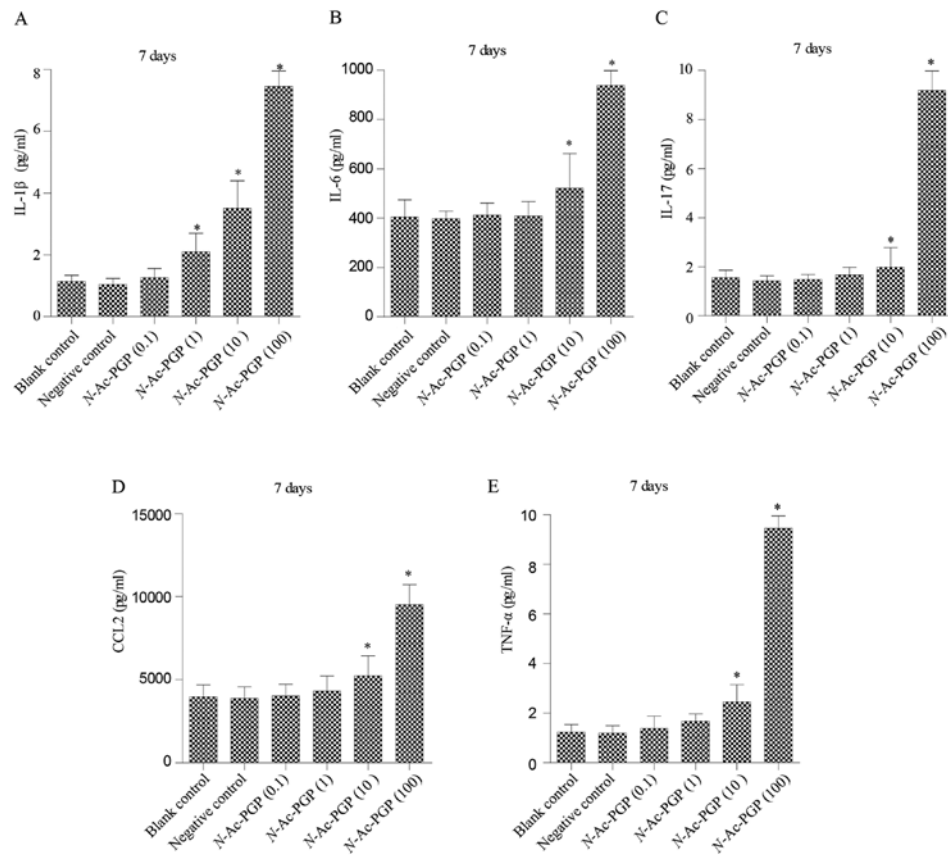 A
7 days
IL-1β (pg/ml)
8
6
4
2
0
*
*
*
Blank control
Negative control
N-Ac-PGP (0.1)
N-Ac-PGP (1)
N-Ac-PGP (10)
N-Ac-PGP (100)
B
7 days
IL-6 (pg/ml)
1000
800
600
400
200
0
*
*
Blank control
Negative control
N-Ac-PGP (0.1)
N-Ac-PGP (1)
N-Ac-PGP (10)
N-Ac-PGP (100)
C
7 days
IL-17 (pg/ml)
10
8
6
4
2
0
*
*
Blank control
Negative control
N-Ac-PGP (0.1)
N-Ac-PGP (1)
N-Ac-PGP (10)
N-Ac-PGP (100)
D
7 days
CCL2 (pg/ml)
15000
10000
5000
0
*
*
Blank control
Negative control
N-Ac-PGP (0.1)
N-Ac-PGP (1)
N-Ac-PGP (10)
N-Ac-PGP (100)
E
7 days
TNF-α (pg/ml)
10
8
6
4
2
0
*
*
Blank control
Negative control
N-Ac-PGP (0.1)
N-Ac-PGP (1)
N-Ac-PGP (10)
N-Ac-PGP (100)